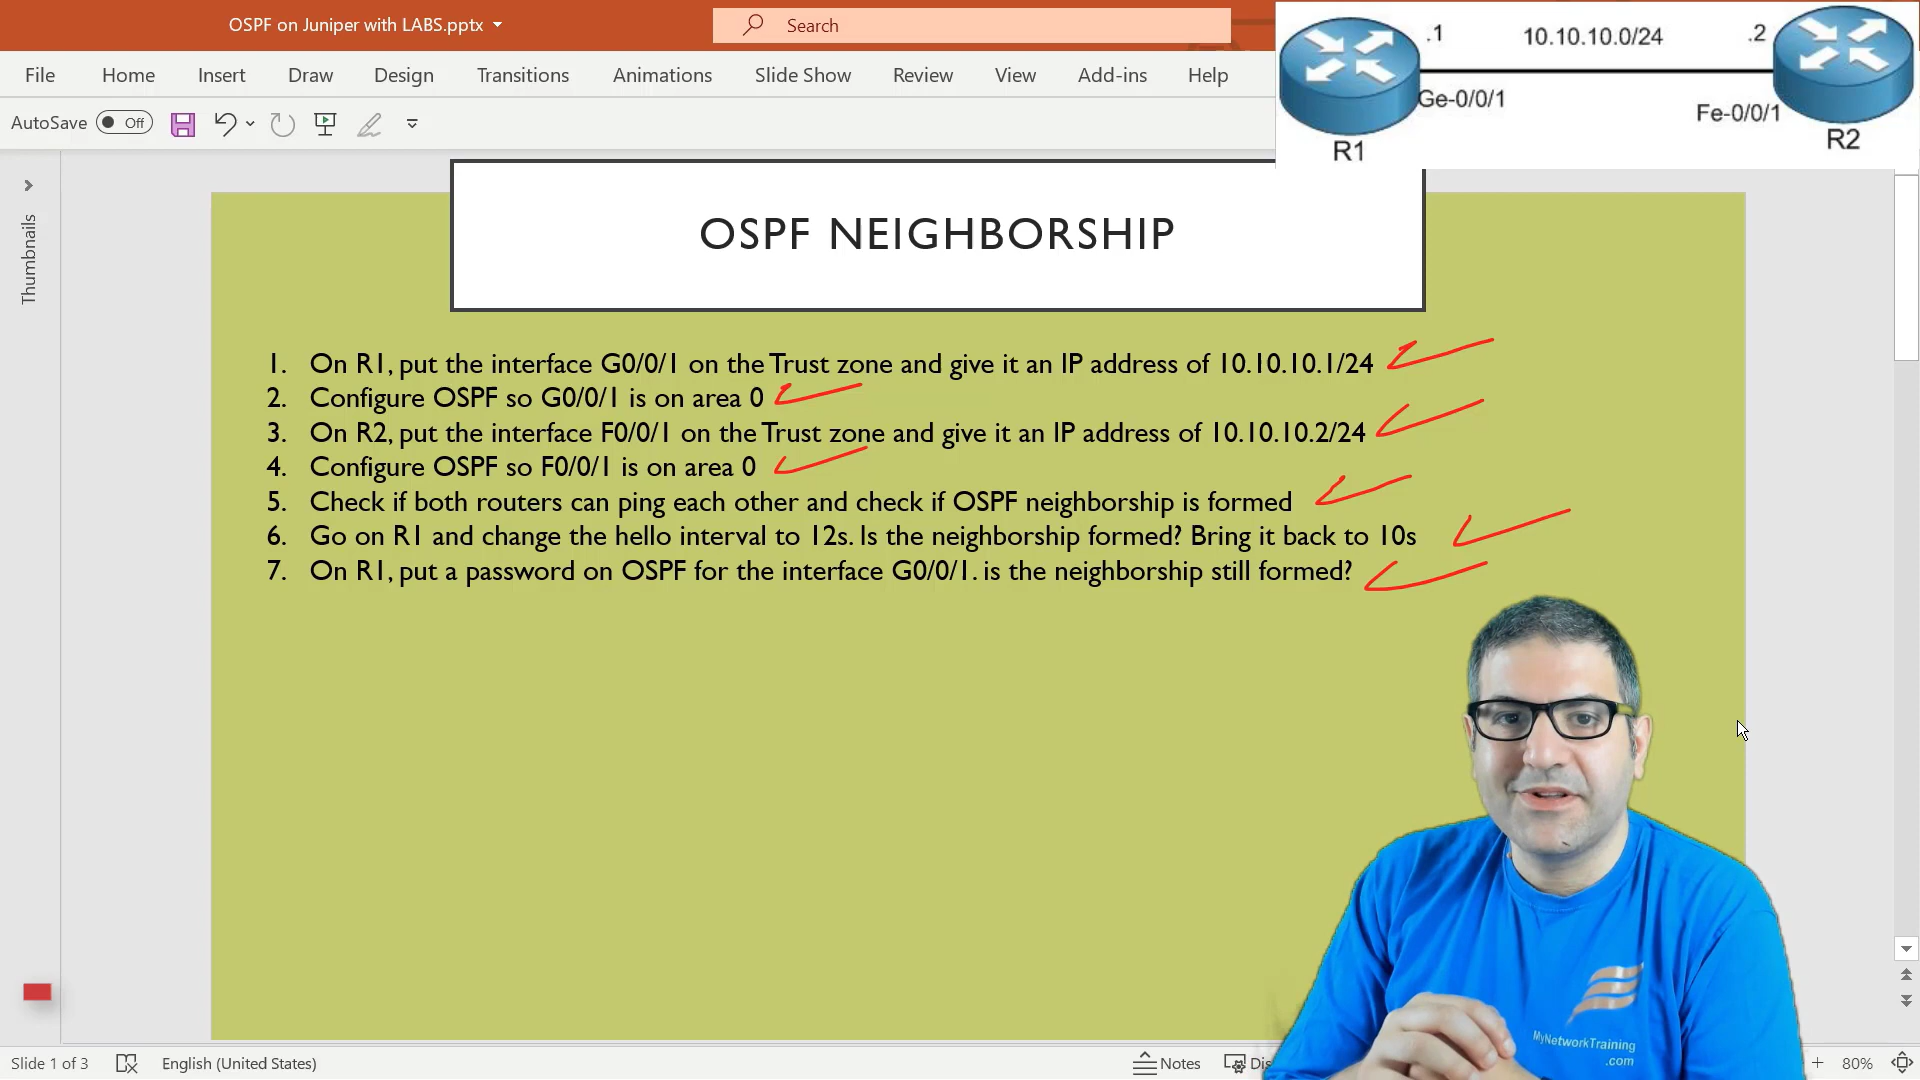 OSPF on Juniper with LABS.pptx
Search
File Home Insert Draw Design Transitions Animations Slide Show Review View Add-ins Help
AutoSave Off
.1 10.10.10.0/24 .2
Ge-0/0/1
Fe-0/0/1
R1
R2
Thumbnails
OSPF NEIGHBORSHIP
1. On R1, put the interface G0/0/1 on the Trust zone and give it an IP address of 10.10.10.1/24
2. Configure OSPF so G0/0/1 is on area 0
3. On R2, put the interface F0/0/1 on the Trust zone and give it an IP address of 10.10.10.2/24
4. Configure OSPF so F0/0/1 is on area 0
5. Check if both routers can ping each other and check if OSPF neighborship is formed
6. Go on R1 and change the hello interval to 12s. Is the neighborship formed? Bring it back to 10s
7. On R1, put a password on OSPF for the interface G0/0/1. is the neighborship still formed?
MyNetworkTraining
.com
Slide 1 of 3 English (United States) Notes 80%